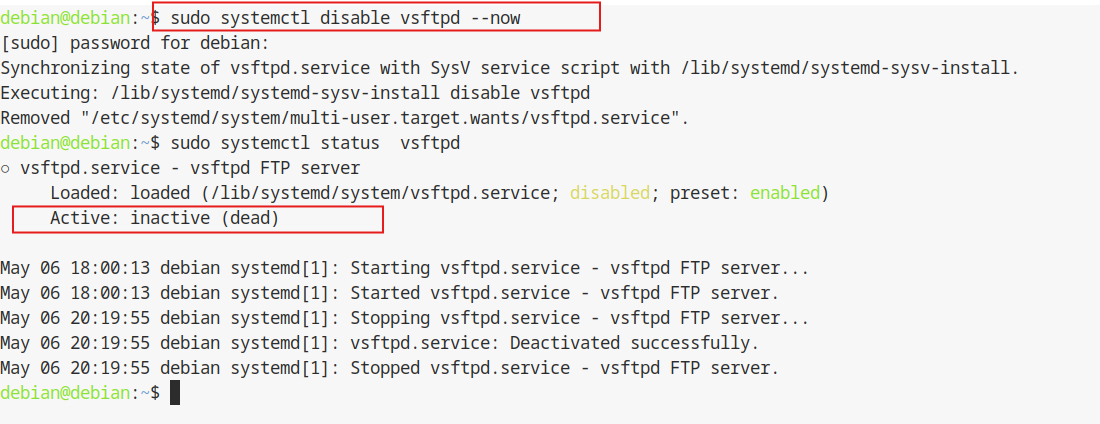 debian@debian:~$ sudo systemctl disable vsftpd --now
[sudo] password for debian:
Synchronizing state of vsftpd.service with SysV service script with /lib/systemd/systemd-sysv-install.
Executing: /lib/systemd/systemd-sysv-install disable vsftpd
Removed "/etc/systemd/system/multi-user.target.wants/vsftpd.service".
debian@debian:~$ sudo systemctl status  vsftpd
○ vsftpd.service - vsftpd FTP server
     Loaded: loaded (/lib/systemd/system/vsftpd.service; disabled; preset: enabled)
     Active: inactive (dead)

May 06 18:00:13 debian systemd[1]: Starting vsftpd.service - vsftpd FTP server...
May 06 18:00:13 debian systemd[1]: Started vsftpd.service - vsftpd FTP server.
May 06 20:19:55 debian systemd[1]: Stopping vsftpd.service - vsftpd FTP server...
May 06 20:19:55 debian systemd[1]: vsftpd.service: Deactivated successfully.
May 06 20:19:55 debian systemd[1]: Stopped vsftpd.service - vsftpd FTP server.
debian@debian:~$